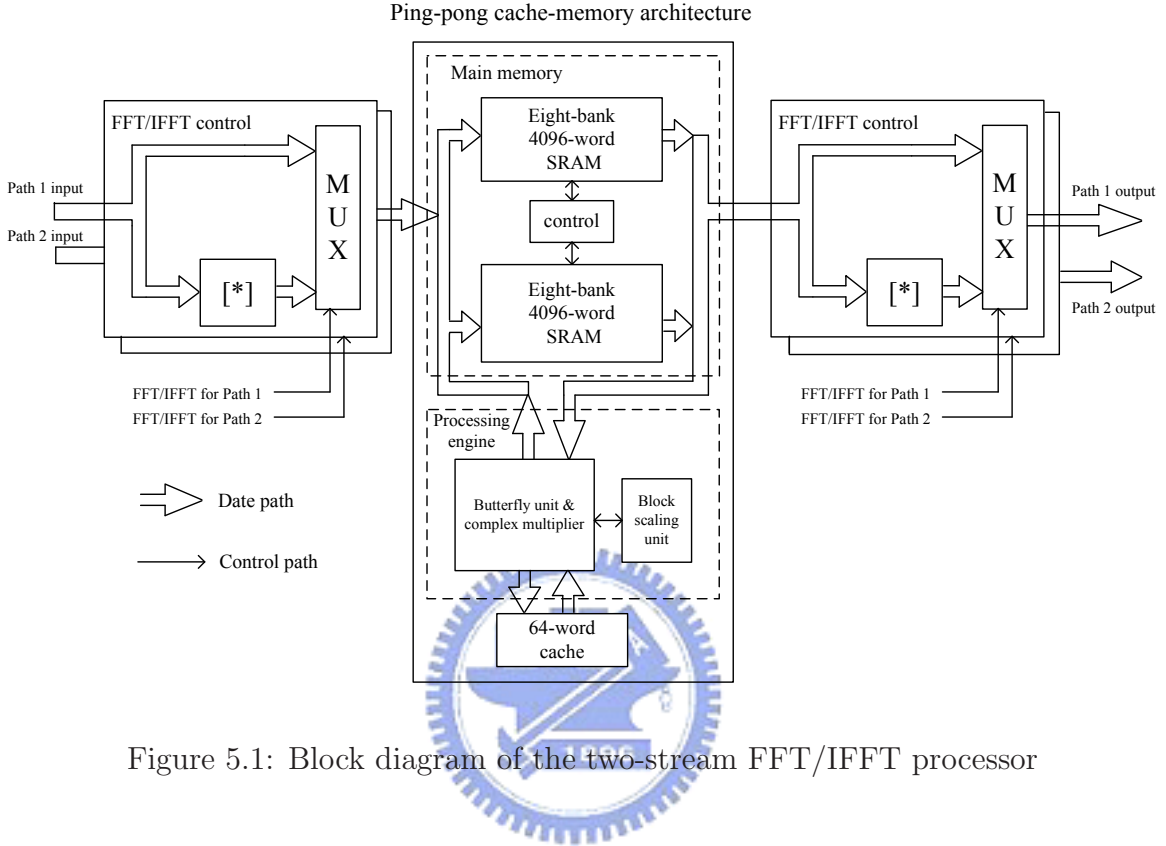 Ping-pong cache-memory architecture
Main memory
FFT/IFFT control
Path 1 input
Path 2 input
[*]
M
U
X
FFT/IFFT for Path 1
FFT/IFFT for Path 2
Eight-bank
4096-word
SRAM
control
Eight-bank
4096-word
SRAM
FFT/IFFT control
[*]
M
U
X
Path 1 output
Path 2 output
FFT/IFFT for Path 1
FFT/IFFT for Path 2
Processing
engine
Butterfly unit &
complex multiplier
Block
scaling
unit
64-word
cache
Date path
Control path
Figure 5.1: Block diagram of the two-stream FFT/IFFT processor
1896